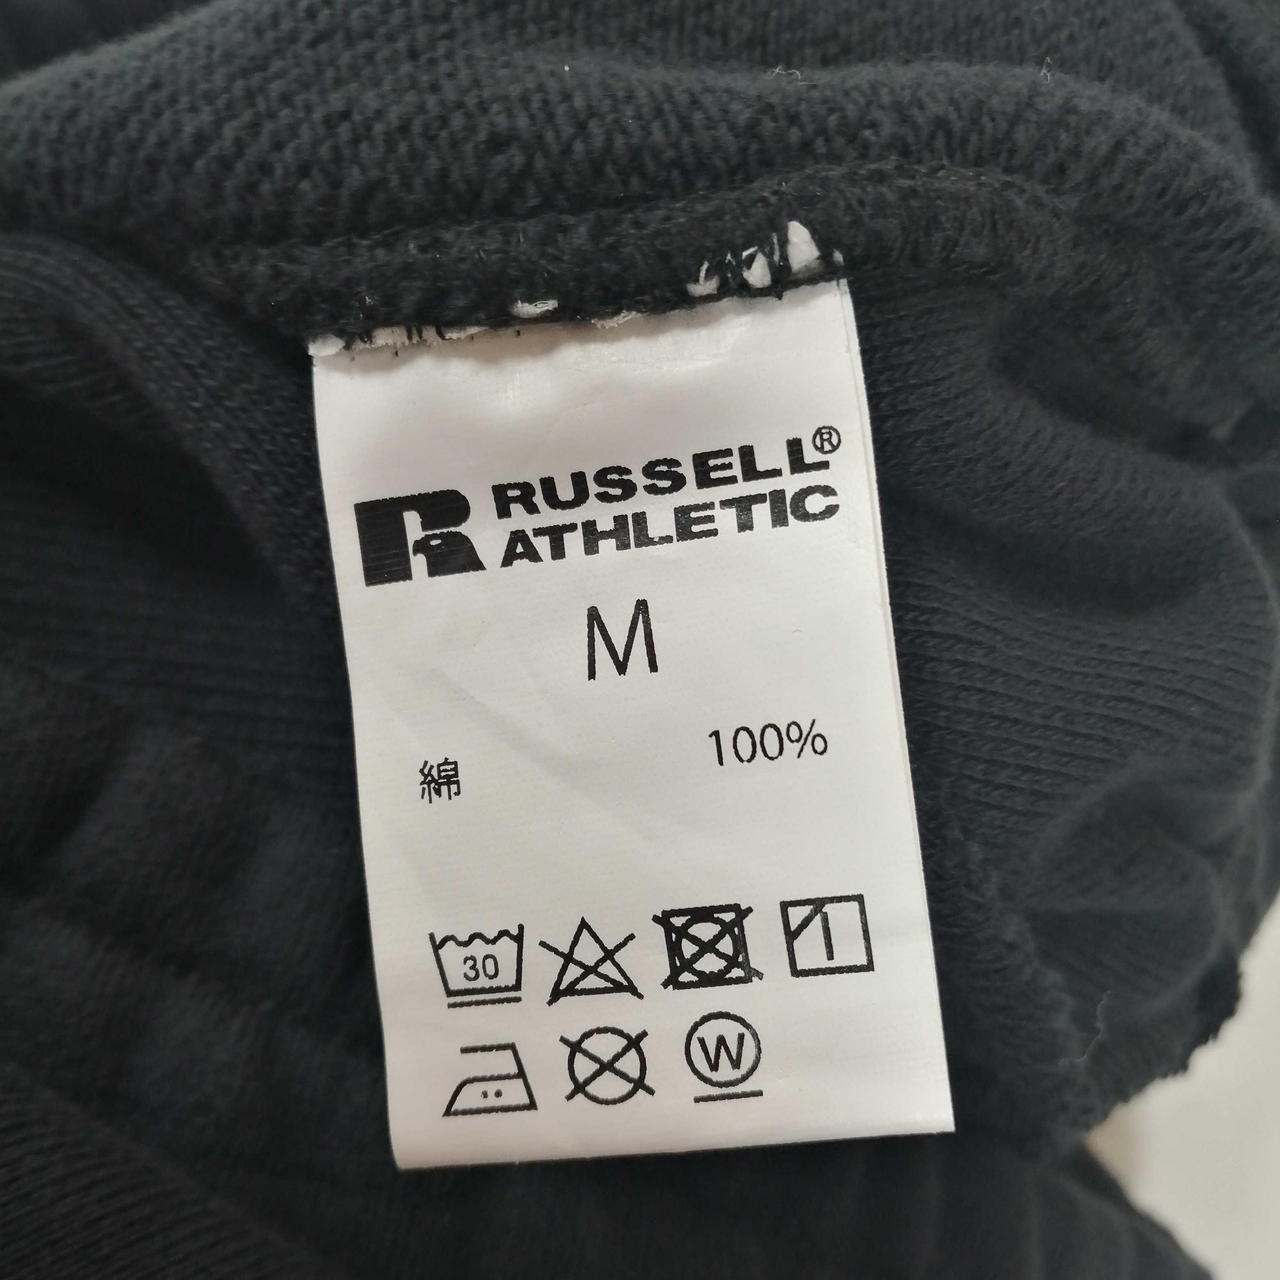 RUSSELL®
ATHLETIC
M
綿 100%
30
W